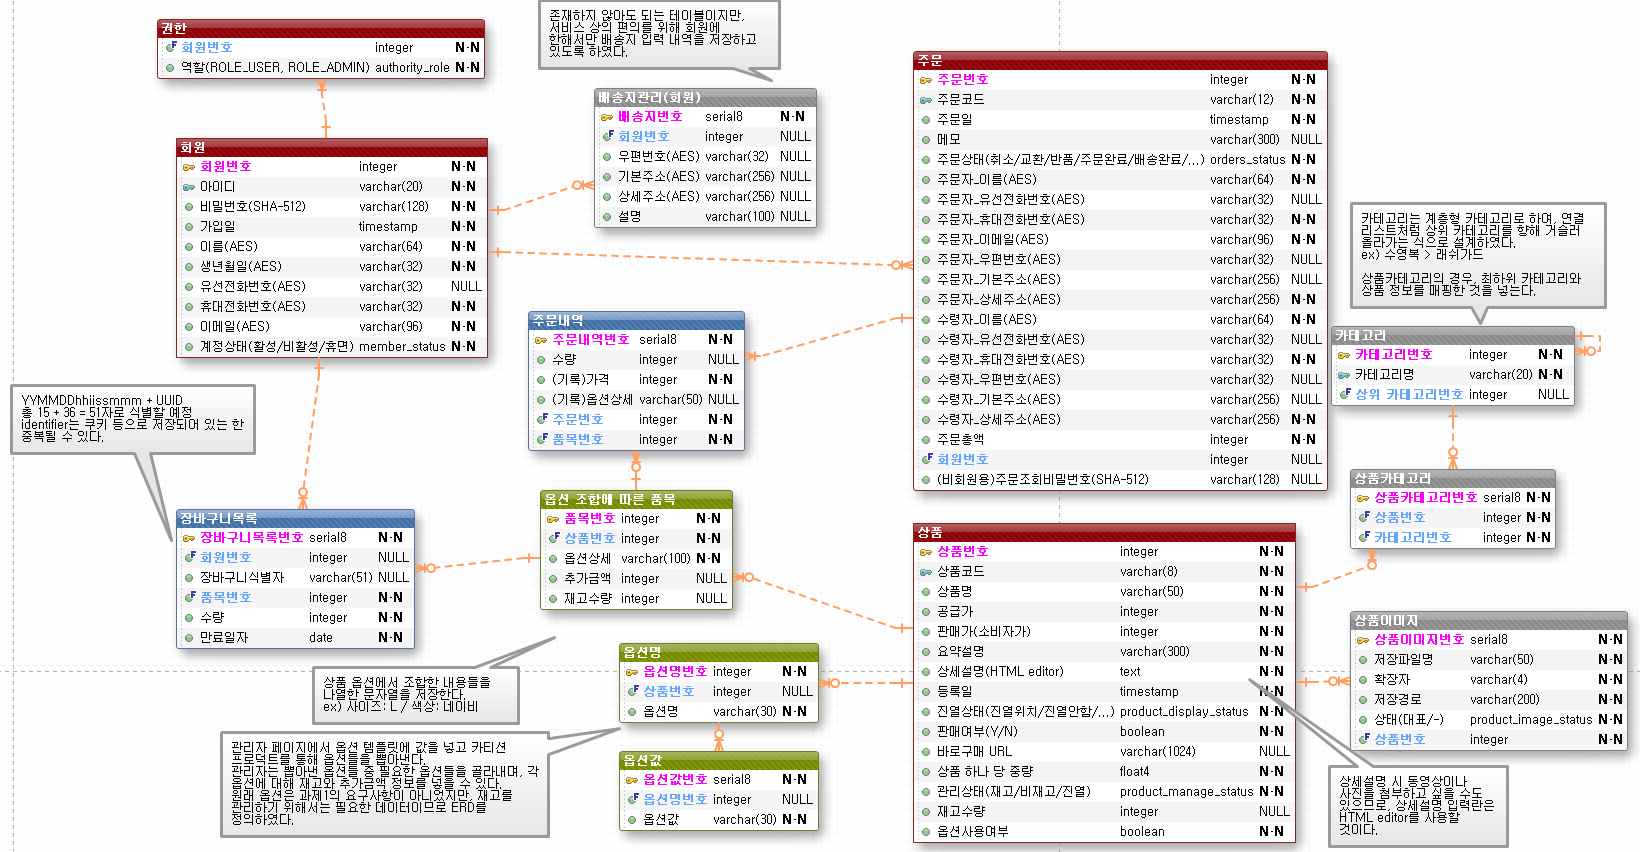 권한
회원번호 integer N-N
역할(ROLE_USER, ROLE_ADMIN) authority_role N-N
존재하지 않아도 되는 테이블이지만,
서비스 상의 편의를 위해 회원에
한해서만 배송지 입력 내역을 저장하고
있도록 하였다.
배송지관리(회원)
배송지번호 serial8 N-N
회원번호 integer NULL
우편번호(AES) varchar(32) NULL
기본주소(AES) varchar(256) NULL
상세주소(AES) varchar(256) NULL
설명 varchar(100) NULL
회원
회원번호 integer N-N
아이디 varchar(20) N-N
비밀번호(SHA-512) varchar(128) N-N
가입일 timestamp N-N
이름(AES) varchar(64) N-N
생년월일(AES) varchar(32) N-N
유선전화번호(AES) varchar(32) NULL
휴대전화번호(AES) varchar(32) N-N
이메일(AES) varchar(96) N-N
계정상태(활성/비활성/휴면) member_status N-N
주문
주문번호 integer N-N
주문코드 varchar(12) N-N
주문일 timestamp N-N
메모 varchar(300) NULL
주문상태(취소/교환/반품/주문완료/배송완료/...) orders_status N-N
주문자_이름(AES) varchar(64) N-N
주문자_유선전화번호(AES) varchar(32) NULL
주문자_휴대전화번호(AES) varchar(32) N-N
주문자_이메일(AES) varchar(96) N-N
주문자_우편번호(AES) varchar(32) NULL
주문자_기본주소(AES) varchar(256) NULL
주문자_상세주소(AES) varchar(256) N-N
수령자_이름(AES) varchar(64) N-N
수령자_유선전화번호(AES) varchar(32) NULL
수령자_휴대전화번호(AES) varchar(32) N-N
수령자_우편번호(AES) varchar(32) NULL
수령자_기본주소(AES) varchar(256) NULL
수령자_상세주소(AES) varchar(256) N-N
주문총액 integer N-N
회원번호 integer NULL
(비회원용)주문조회비밀번호(SHA-512) varchar(128) NULL
카테고리는 계층형 카테고리로 하며, 연결
리스트처럼 상위 카테고리를 향해 거슬러
올라가는 식으로 설계하였다.
ex) 수영복 > 래쉬가드
상품카테고리의 경우, 최하위 카테고리와
상품 정보를 매핑한 것을 넣는다.
카테고리
카테고리번호 integer N-N
카테고리명 varchar(20) N-N
상위 카테고리번호 integer NULL
주문내역
주문내역번호 serial8 N-N
수량 integer NULL
(기록)가격 integer N-N
(기록)옵션상세 varchar(50) NULL
주문번호 integer N-N
품목번호 integer N-N
YYMMDDhhiissmmm + UUID
총 15 + 36 = 51자로 식별할 예정
identifier는 쿠키 등으로 저장되어 있는 한
중복될 수 있다.
장바구니목록
장바구니목록번호 serial8 N-N
회원번호 integer NULL
장바구니식별자 varchar(51) NULL
품목번호 integer N-N
수량 integer N-N
만료일자 date N-N
옵션 조합에 따른 품목
품목번호 integer N-N
상품번호 integer N-N
옵션상세 varchar(100) N-N
추가금액 integer NULL
재고수량 integer NULL
상품카테고리
상품카테고리번호 serial8 N-N
상품번호 integer N-N
카테고리번호 integer N-N
상품
상품번호 integer N-N
상품코드 varchar(8) N-N
상품명 varchar(50) N-N
공급가 integer N-N
판매가(소비자가) integer N-N
요약설명 varchar(300) N-N
상세설명(HTML editor) text N-N
등록일 timestamp N-N
진열상태(진열위치/진열안함/...) product_display_status N-N
판매여부(Y/N) boolean N-N
바로구매 URL varchar(1024) NULL
상품 하나 당 중량 float4 N-N
관리상태(재고/비재고/진열) product_manage_status N-N
재고수량 integer NULL
옵션사용여부 boolean N-N
상품이미지
상품이미지번호 serial8 N-N
저장파일명 varchar(50) N-N
확장자 varchar(4) N-N
저장경로 varchar(200) N-N
상태(대표/-) product_image_status N-N
상품번호 integer N-N
옵션명
옵션명번호 integer N-N
상품번호 integer NULL
옵션명 varchar(30) N-N
상품 옵션에서 조합한 내용들을
나열한 문자열을 저장한다.
ex) 사이즈: L / 색상: 네이비
관리자 페이지에서 옵션 템플릿에 값을 넣고 카티션
프로덕트를 통해 옵션들을 뽑아낸다.
관리자는 뽑아낸 옵션들 중 필요한 옵션들을 골라내며, 각
옵션에 대해 재고와 추가금액 정보를 넣을 수 있다.
원래 옵션은 과제1의 요구사항이 아니었지만, 재고를
관리하기 위해서는 필요한 데이터이므로 ERD를
정의하였다.
옵션값
옵션값번호 serial8 N-N
옵션명번호 integer NULL
옵션값 varchar(30) N-N
상세설명 시 동영상이나
사진을 첨부하고 싶을 수도
있으므로, 상세설명 입력란은
HTML editor를 사용할
것이다.